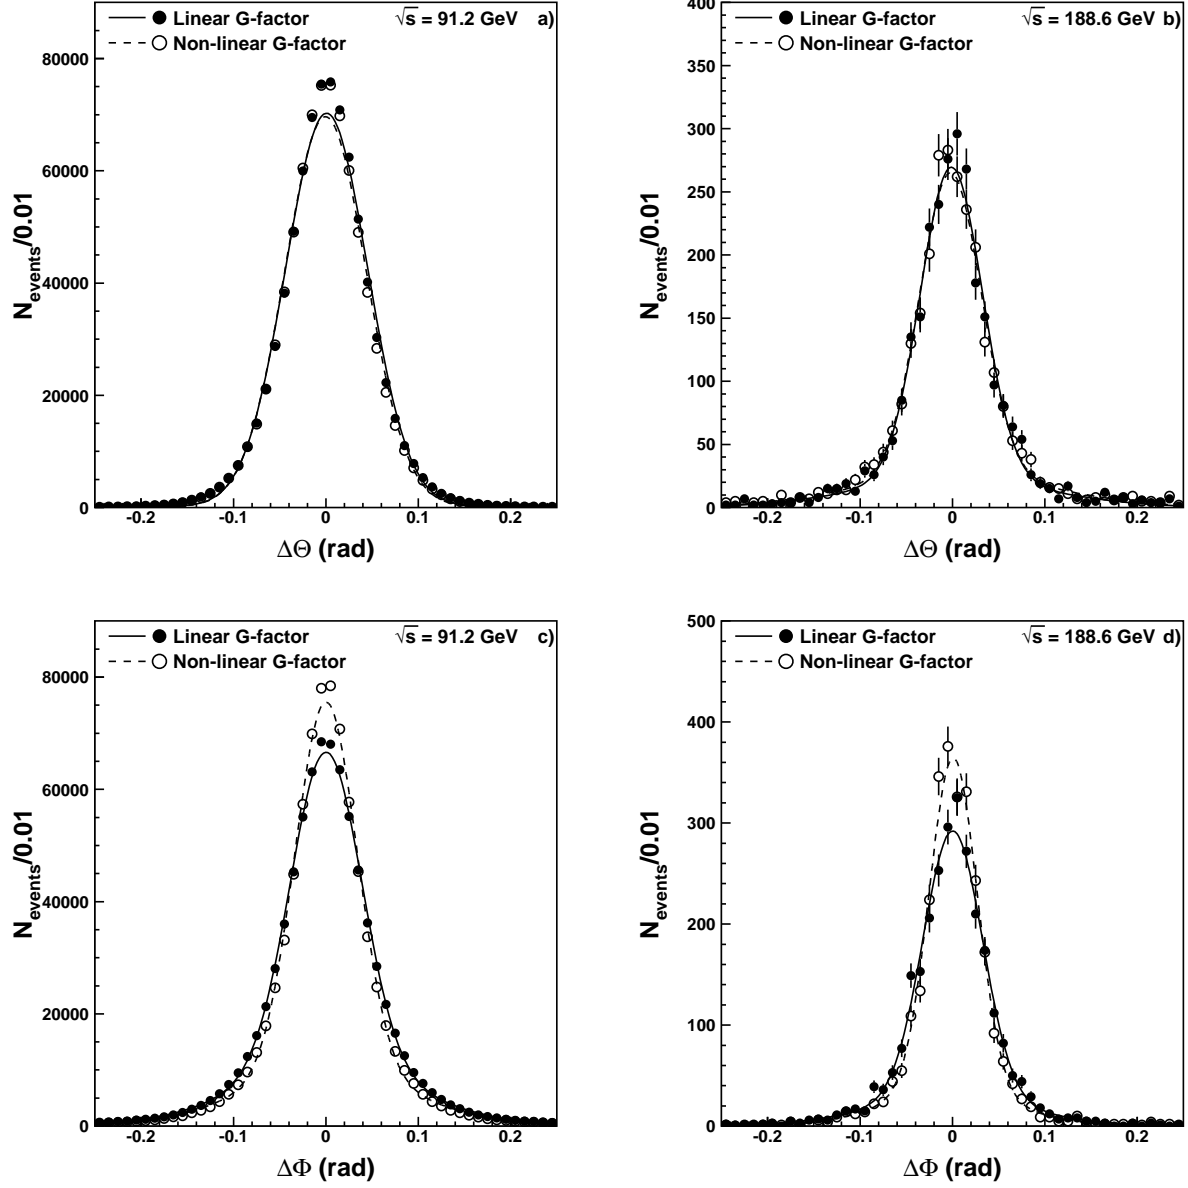 Linear G-factor √s = 91.2 GeV a)
Non-linear G-factor
80000
60000
40000
20000
0
N_events/0.01
-0.2 -0.1 0 0.1 0.2
ΔΘ (rad)
Linear G-factor √s = 188.6 GeV b)
Non-linear G-factor
400
350
300
250
200
150
100
50
0
N_events/0.01
-0.2 -0.1 0 0.1 0.2
ΔΘ (rad)
Linear G-factor √s = 91.2 GeV c)
Non-linear G-factor
80000
60000
40000
20000
0
N_events/0.01
-0.2 -0.1 0 0.1 0.2
ΔΦ (rad)
Linear G-factor √s = 188.6 GeV d)
Non-linear G-factor
500
400
300
200
100
0
N_events/0.01
-0.2 -0.1 0 0.1 0.2
ΔΦ (rad)